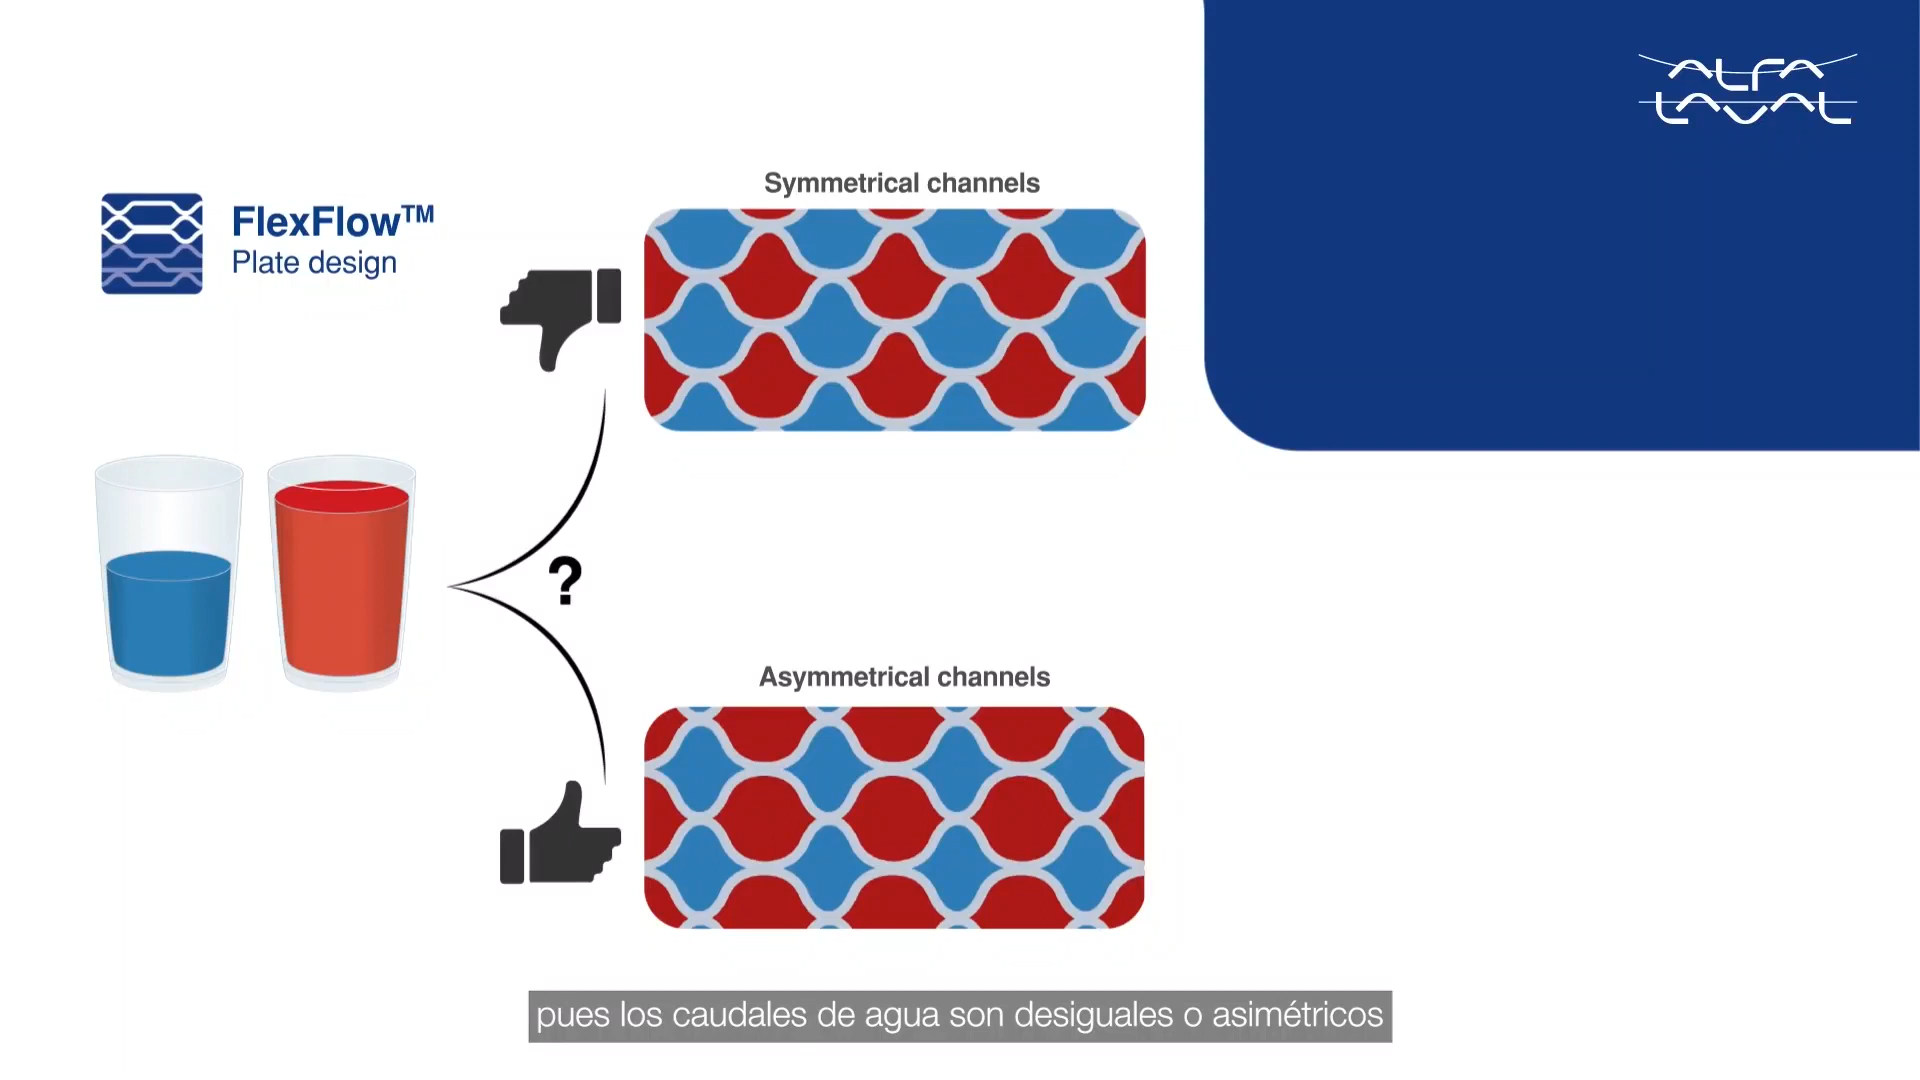 ALFA
LAVAL
Symmetrical channels
FlexFlow™
Plate design
?
Asymmetrical channels
pues los caudales de agua son desiguales o asimétricos